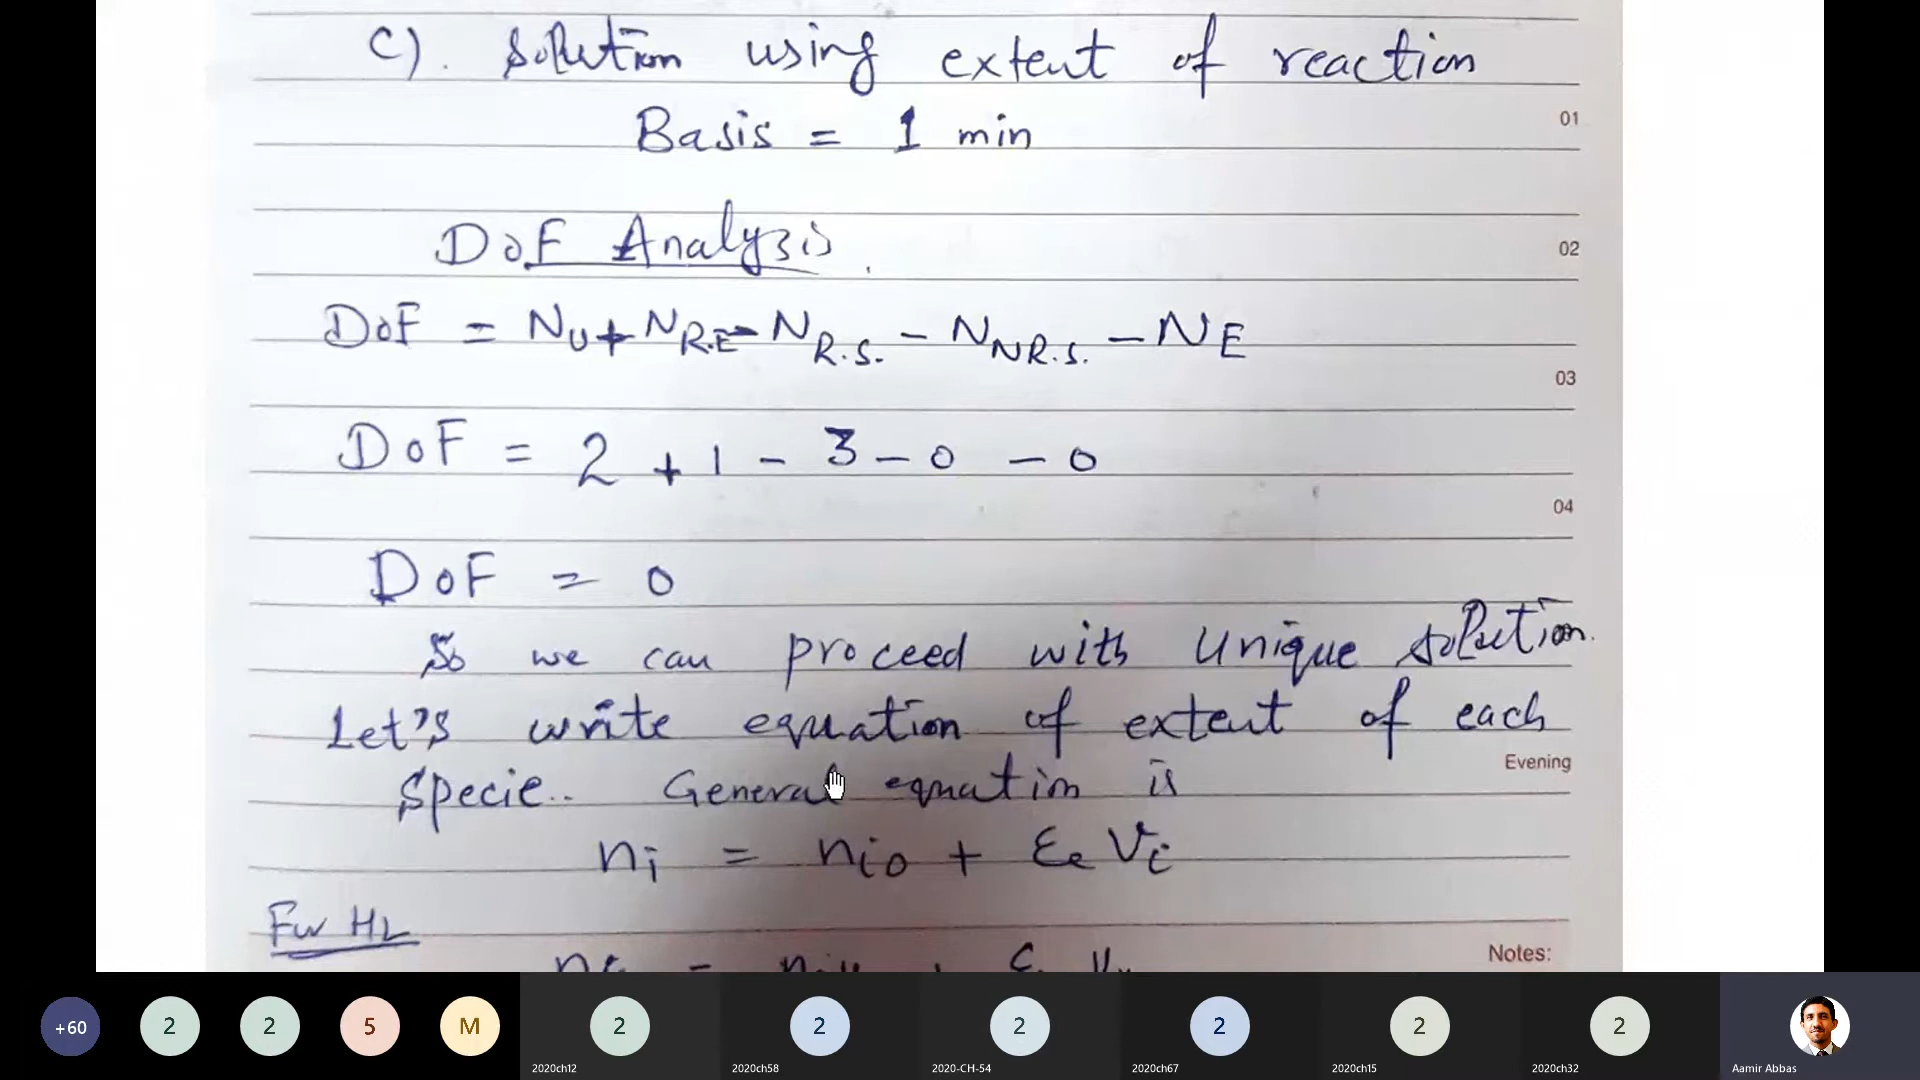 C). Solution using extent of reaction
Basis = 1 min
01
DoF Analysis.
02
DoF = NU + NR.E - NR.S. - NNR.S. - NE
03
DoF = 2 + 1 - 3 - 0 - 0
04
DoF = 0
So we can proceed with Unique solution.
Let's write equation of extent of each
Evening
Specie.. General equation is
ni = nio + Ee Vi
For H2
Notes:
+60
2
2
5
M
2
2
2
2
2
2
2020ch12
2020ch58
2020-CH-54
2020ch67
2020ch15
2020ch32
Aamir Abbas